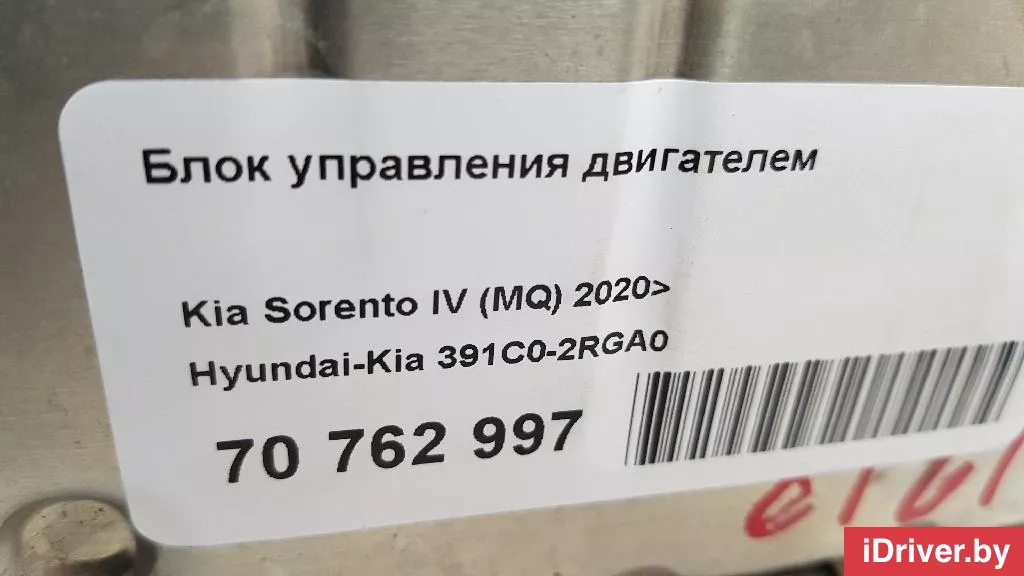 Блок управления двигателем
Kia Sorento IV (MQ) 2020>
Hyundai-Kia 391C0-2RGA0
70 762 997
iDriver.by